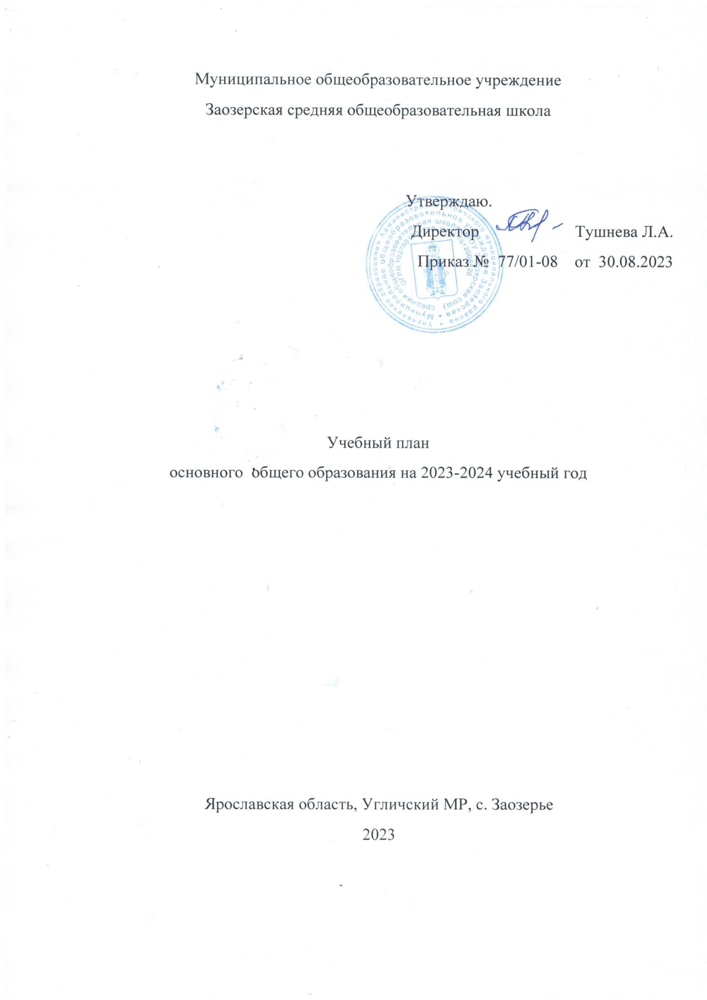 Муниципальное общеобразовательное учреждение
Заозерская средняя общеобразовательная школа
Утверждаю.
Директор Тушнева Л.А.
Приказ № 77/01-08 от 30.08.2023
Управление образования Администрации Угличского муниципального района •
Муниципальное общеобразовательное учреждение Заозерская •
средняя общеобразовательная школа (МОУ Заозерская сош)
ОГРН
Учебный план
основного общего образования на 2023-2024 учебный год
Ярославская область, Угличский МР, с. Заозерье
2023